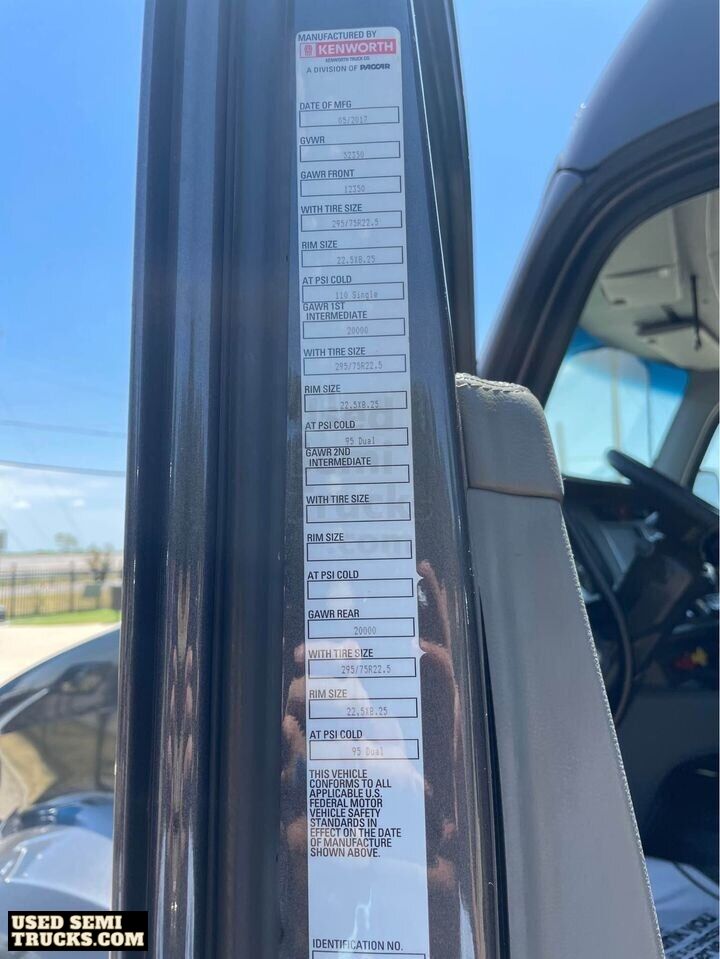 MANUFACTURED BY
KENWORTH
KENWORTH TRUCK CO.
A DIVISION OF PACCAR
DATE OF MFG
05/2017
GVWR
52350
GAWR FRONT
12350
WITH TIRE SIZE
295/75R22.5
RIM SIZE
22.5X8.25
AT PSI COLD
110 Single
GAWR 1ST
INTERMEDIATE
20000
WITH TIRE SIZE
295/75R22.5
RIM SIZE
22.5X8.25
AT PSI COLD
95 Dual
GAWR 2ND
INTERMEDIATE
WITH TIRE SIZE
RIM SIZE
AT PSI COLD
GAWR REAR
20000
WITH TIRE SIZE
295/75R22.5
RIM SIZE
22.5X8.25
AT PSI COLD
95 Dual
THIS VEHICLE
CONFORMS TO ALL
APPLICABLE U.S.
FEDERAL MOTOR
VEHICLE SAFETY
STANDARDS IN
EFFECT ON THE DATE
OF MANUFACTURE
SHOWN ABOVE.
IDENTIFICATION NO.
USED SEMI
TRUCKS.COM